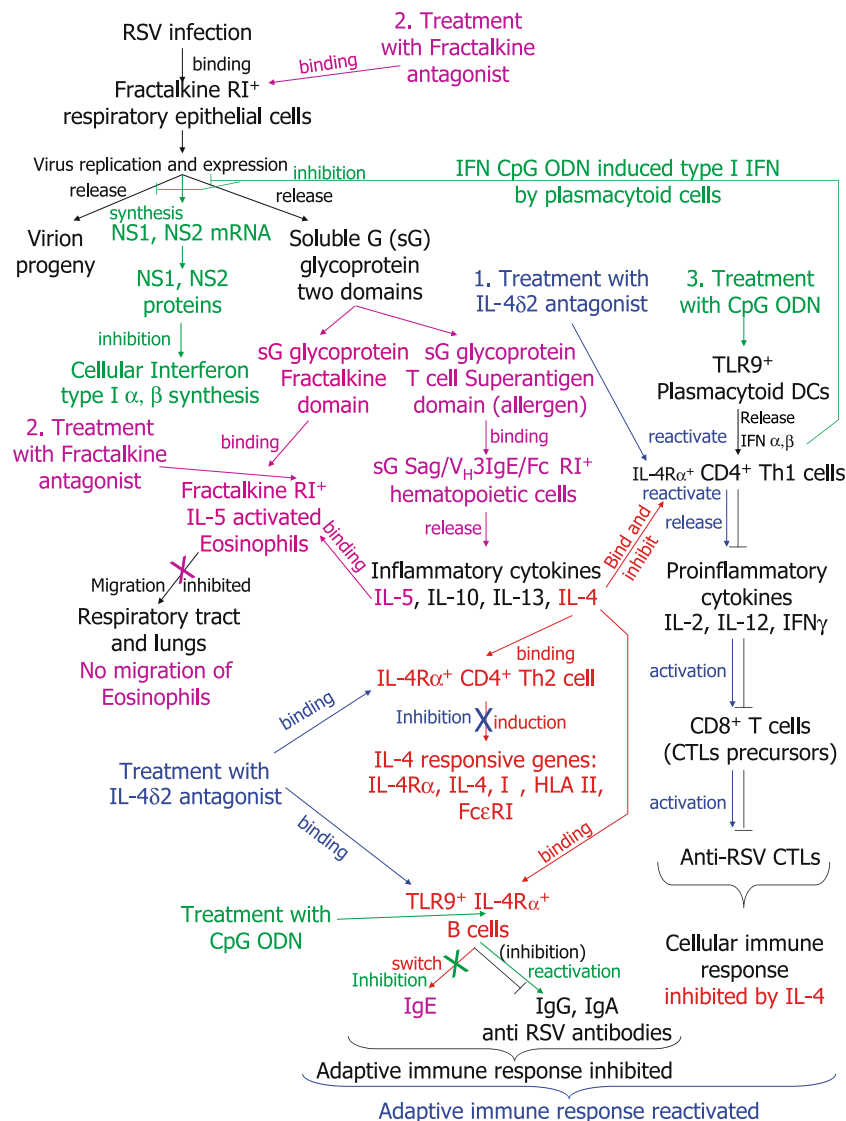 RSV infection
binding
2. Treatment
with Fractalkine
antagonist
binding
Fractalkine RI⁺
respiratory epithelial cells
Virus replication and expression
release
inhibition
release
IFN CpG ODN induced type I IFN
by plasmacytoid cells
synthesis
NS1, NS2 mRNA
Virion
progeny
Soluble G (sG)
glycoprotein
two domains
NS1, NS2
proteins
inhibition
Cellular Interferon
type I α, β synthesis
1. Treatment with
IL-4δ2 antagonist
3. Treatment
with CpG ODN
sG glycoprotein
Fractalkine
domain
sG glycoprotein
T cell Superantigen
domain (allergen)
TLR9⁺
Plasmacytoid DCs
Release
IFN α,β
reactivate
2. Treatment
with Fractalkine
antagonist
binding
binding
sG Sag/V_H3IgE/Fc RI⁺
hematopoietic cells
IL-4Rα⁺ CD4⁺ Th1 cells
reactivate
release
Fractalkine RI⁺
IL-5 activated
Eosinophils
release
binding
Bind and
inhibit
Migration inhibited
Respiratory tract
and lungs
No migration of
Eosinophils
Inflammatory cytokines
IL-5, IL-10, IL-13, IL-4
Proinflammatory
cytokines
IL-2, IL-12, IFNγ
binding
IL-4Rα⁺ CD4⁺ Th2 cell
activation
binding
Inhibition
induction
CD8⁺ T cells
(CTLs precursors)
Treatment with
IL-4δ2 antagonist
IL-4 responsive genes:
IL-4Rα, IL-4, I , HLA II,
FcεRI
activation
binding
binding
Anti-RSV CTLs
TLR9⁺ IL-4Rα⁺
B cells
Treatment with
CpG ODN
Cellular immune
response
inhibited by IL-4
switch
Inhibition
(inhibition)
reactivation
IgE
IgG, IgA
anti RSV antibodies
Adaptive immune response inhibited
Adaptive immune response reactivated